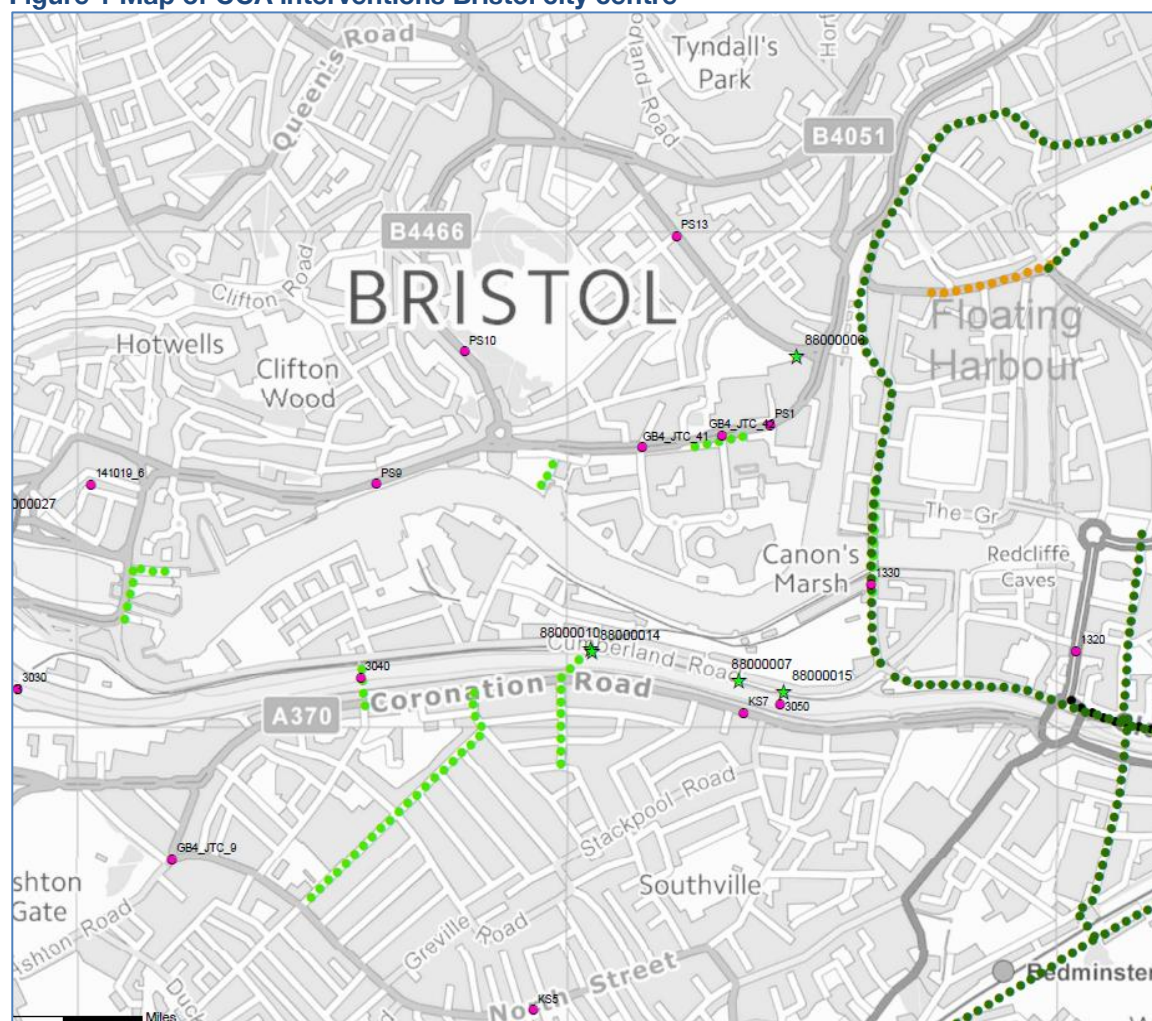 Figure 1 Map of CCA interventions Bristol city centre
Queen's Road
Tyndall's
Park
B4051
PS13
B4466
BRISTOL
Clifton Road
Floating
Harbour
Hotwells
PS10
88000006
Clifton
Wood
PS1
GB4_JTC_42
GB4_JTC_41
141019_6
PS9
000027
The Gr
Canon's
Marsh
Redcliffe
Caves
1330
88000010
88000014
Cumberland Road
1320
3040
88000007
88000015
3030
Coronation Road
A370
KS7
3050
Stackpool Road
GB4_JTC_9
shton
Gate
Southville
Ashton Road
Greville Road
North Street
Bedminster
KS5
Miles